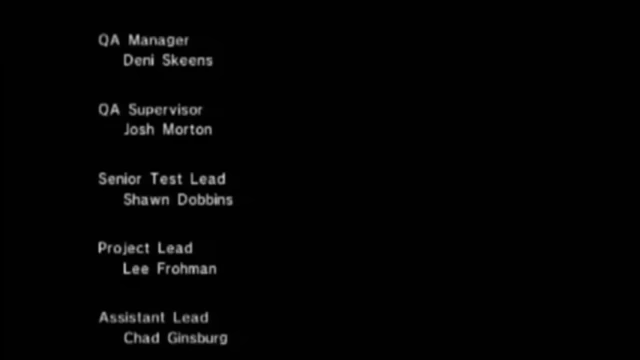 QA Manager
Deni Skeens
QA Supervisor
Josh Morton
Senior Test Lead
Shawn Dobbins
Project Lead
Lee Frohman
Assistant Lead
Chad Ginsburg